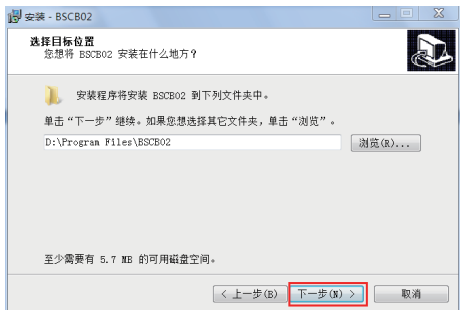 安装 - BSCB02
选择目标位置
您想将 BSCB02 安装在什么地方？
安装程序将安装 BSCB02 到下列文件夹中。
单击“下一步”继续。如果您想选择其它文件夹，单击“浏览”。
D:\Program Files\BSCB02
浏览(R)...
至少需要有 5.7 MB 的可用磁盘空间。
< 上一步(B)
下一步(N) >
取消